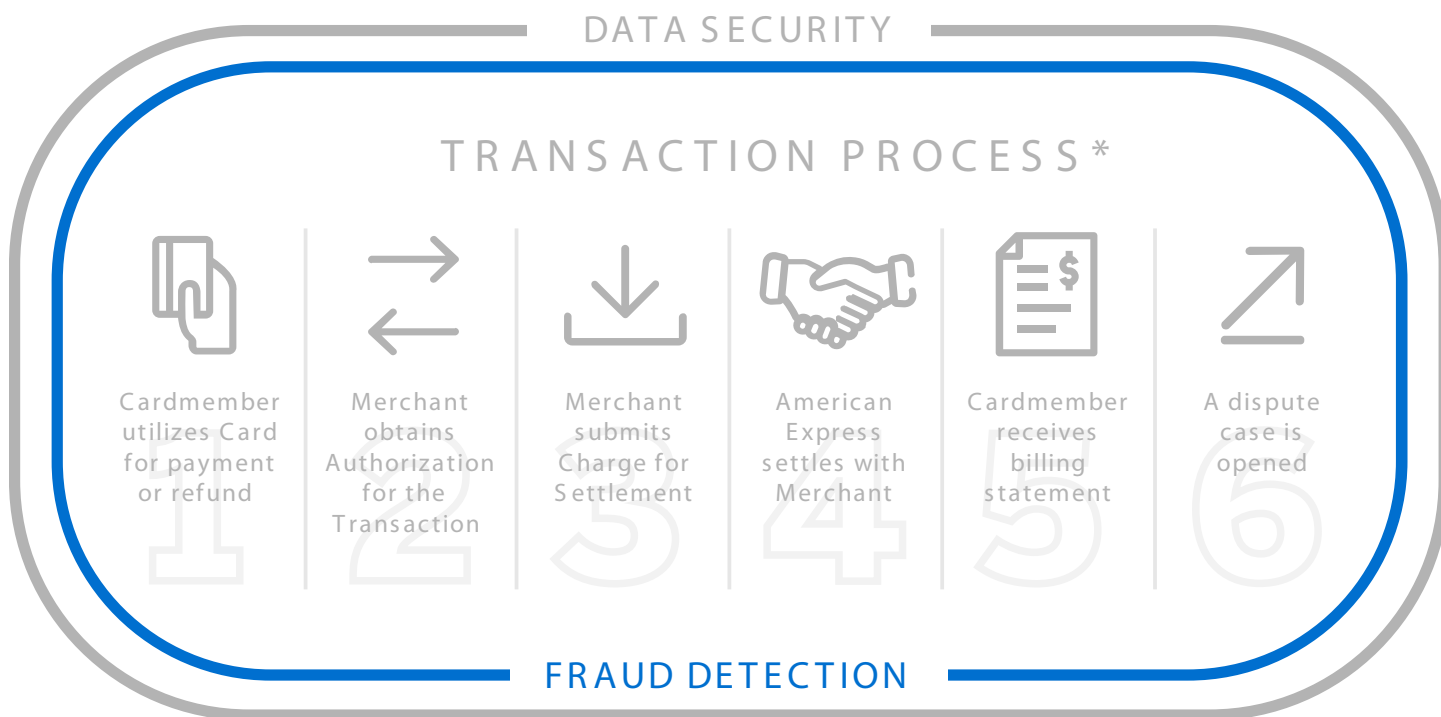 DATA SECURITY
TRANSACTION PROCESS*
$
Cardmember
utilizes Card
for payment
or refund
1
Merchant
obtains
Authorization
for the
Transaction
2
Merchant
submits
Charge for
Settlement
3
American
Express
settles with
Merchant
4
Cardmember
receives
billing
statement
5
A dispute
case is
opened
6
FRAUD DETECTION